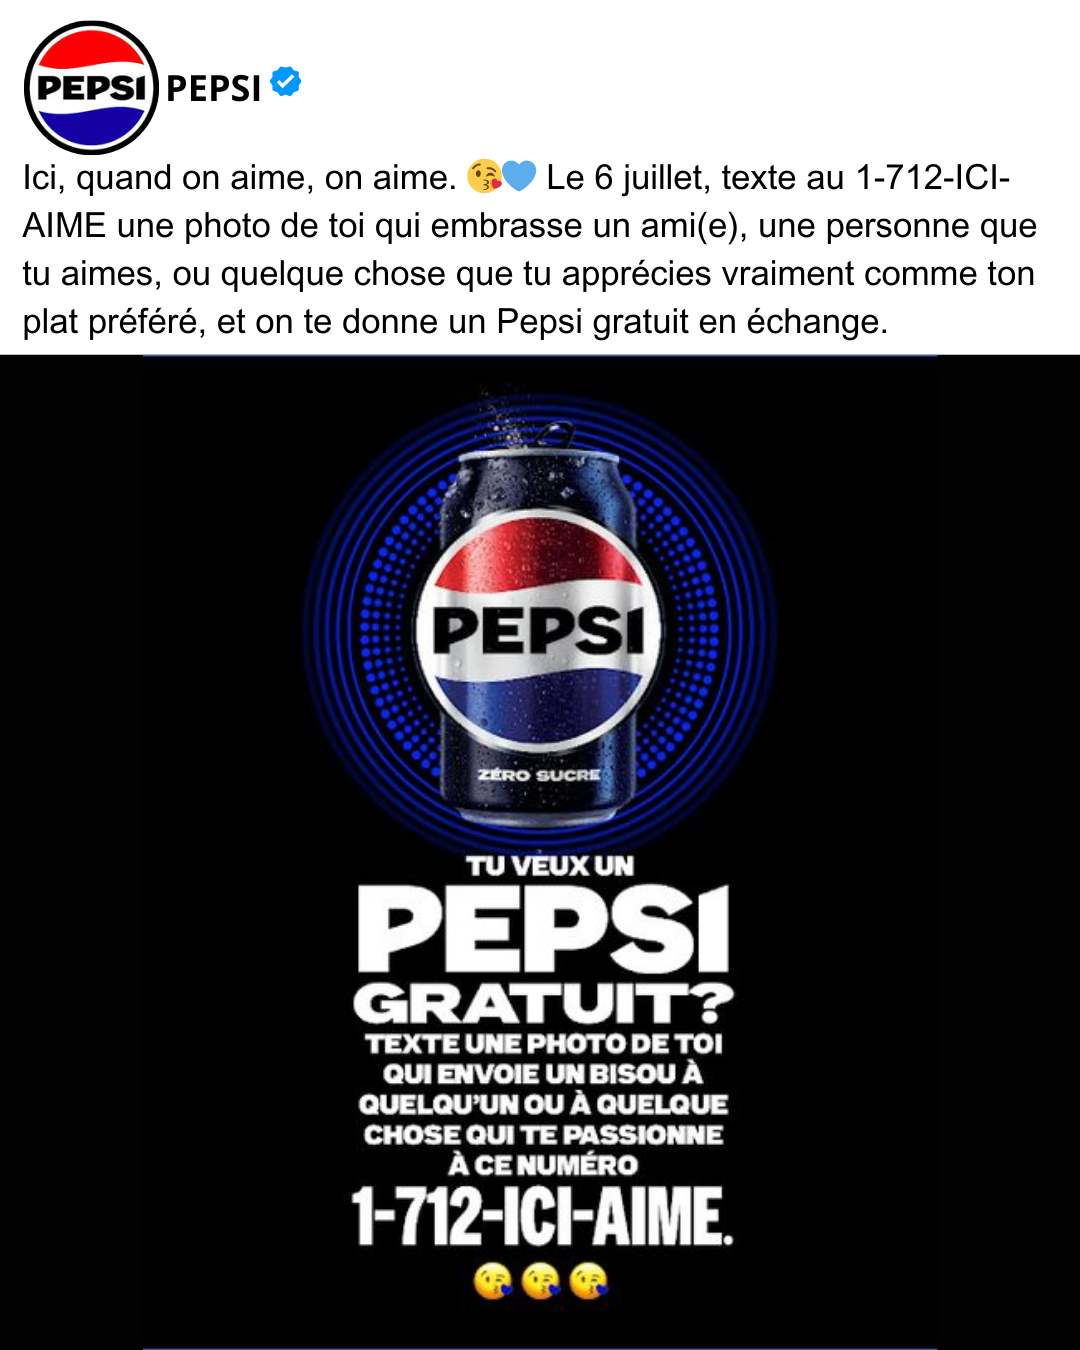 PEPSI
PEPSI
Ici, quand on aime, on aime. 😘💙 Le 6 juillet, texte au 1-712-ICI-
AIME une photo de toi qui embrasse un ami(e), une personne que
tu aimes, ou quelque chose que tu apprécies vraiment comme ton
plat préféré, et on te donne un Pepsi gratuit en échange.
PEPSI
ZÉRO SUCRE
TU VEUX UN
PEPSI
GRATUIT?
TEXTE UNE PHOTO DE TOI
QUI ENVOIE UN BISOU À
QUELQU'UN OU À QUELQUE
CHOSE QUI TE PASSIONNE
À CE NUMÉRO
1-712-ICI-AIME.
😘😘😘